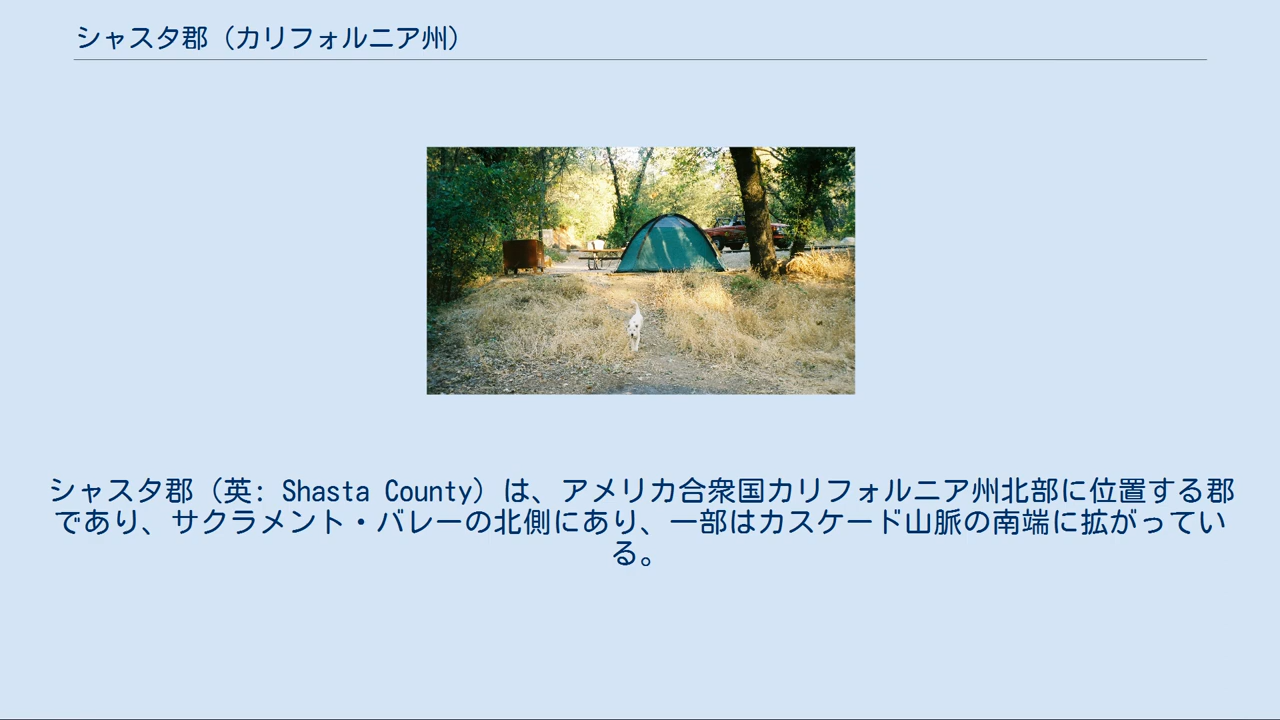 シャスタ郡（カリフォルニア州）
シャスタ郡（英: Shasta County）は、アメリカ合衆国カリフォルニア州北部に位置する郡
であり、サクラメント・バレーの北側にあり、一部はカスケード山脈の南端に拡がってい
る。